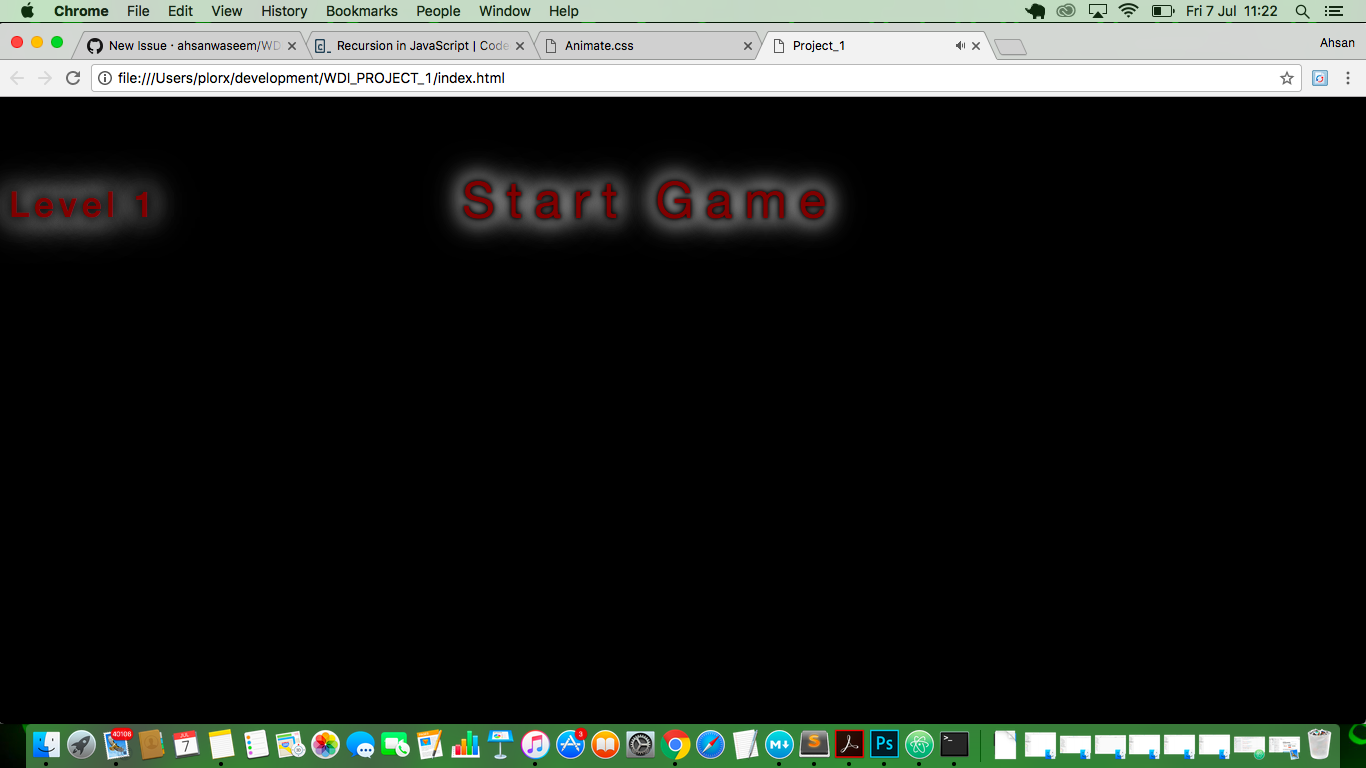 Chrome File Edit View History Bookmarks People Window Help Fri 7 Jul 11:22
New Issue · ahsanwaseem/WD Recursion in JavaScript | Code Animate.css Project_1 Ahsan
file:///Users/plorx/development/WDI_PROJECT_1/index.html
Level 1 Start Game
40106 JUL 7 3 M↓ S Ps >_